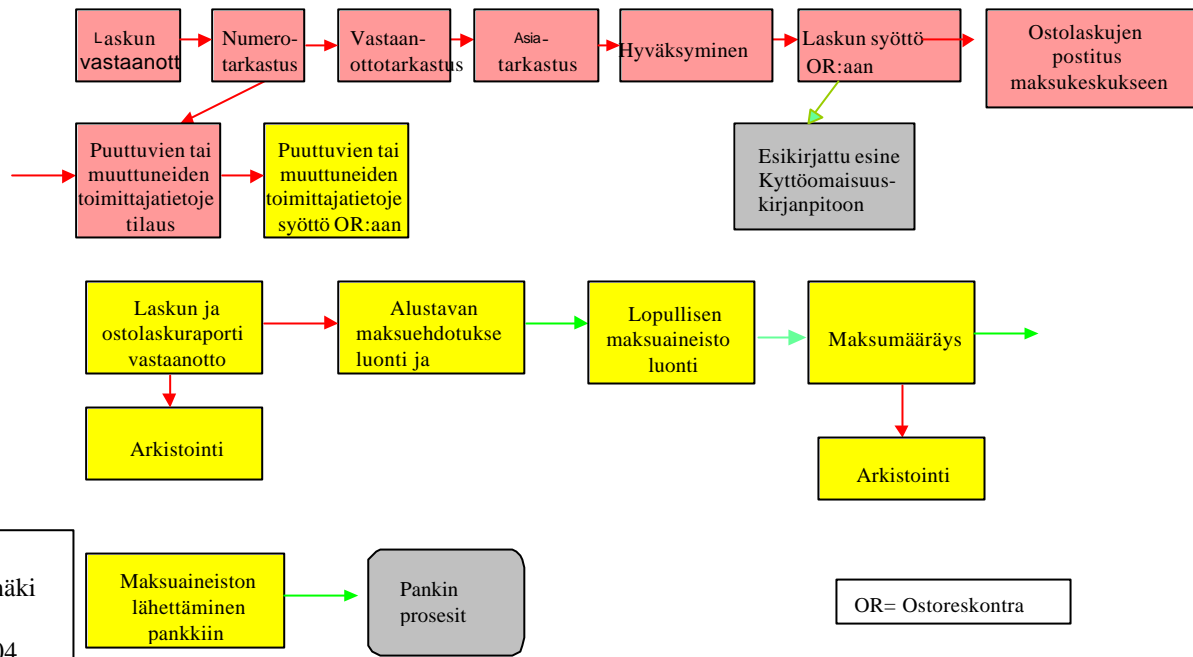 Laskun
vastaanott
Numero-
tarkastus
Vastaan-
ottotarkastus
Asia-
tarkastus
Hyväksyminen
Laskun syöttö
OR:aan
Ostolaskujen
postitus
maksukeskukseen
Puuttuvien tai
muuttuneiden
toimittajatietoje
tilaus
Puuttuvien tai
muuttuneiden
toimittajatietoje
syöttö OR:aan
Esikirjattu esine
Kyttöomaisuus-
kirjanpitoon
Laskun ja
ostolaskuraporti
vastaanotto
Alustavan
maksuehdotukse
luonti ja
Lopullisen
maksuaineisto
luonti
Maksumääräys
Arkistointi
Arkistointi
näki
04
Maksuaineiston
lähettäminen
pankkiin
Pankin
prosesit
OR= Ostoreskontra